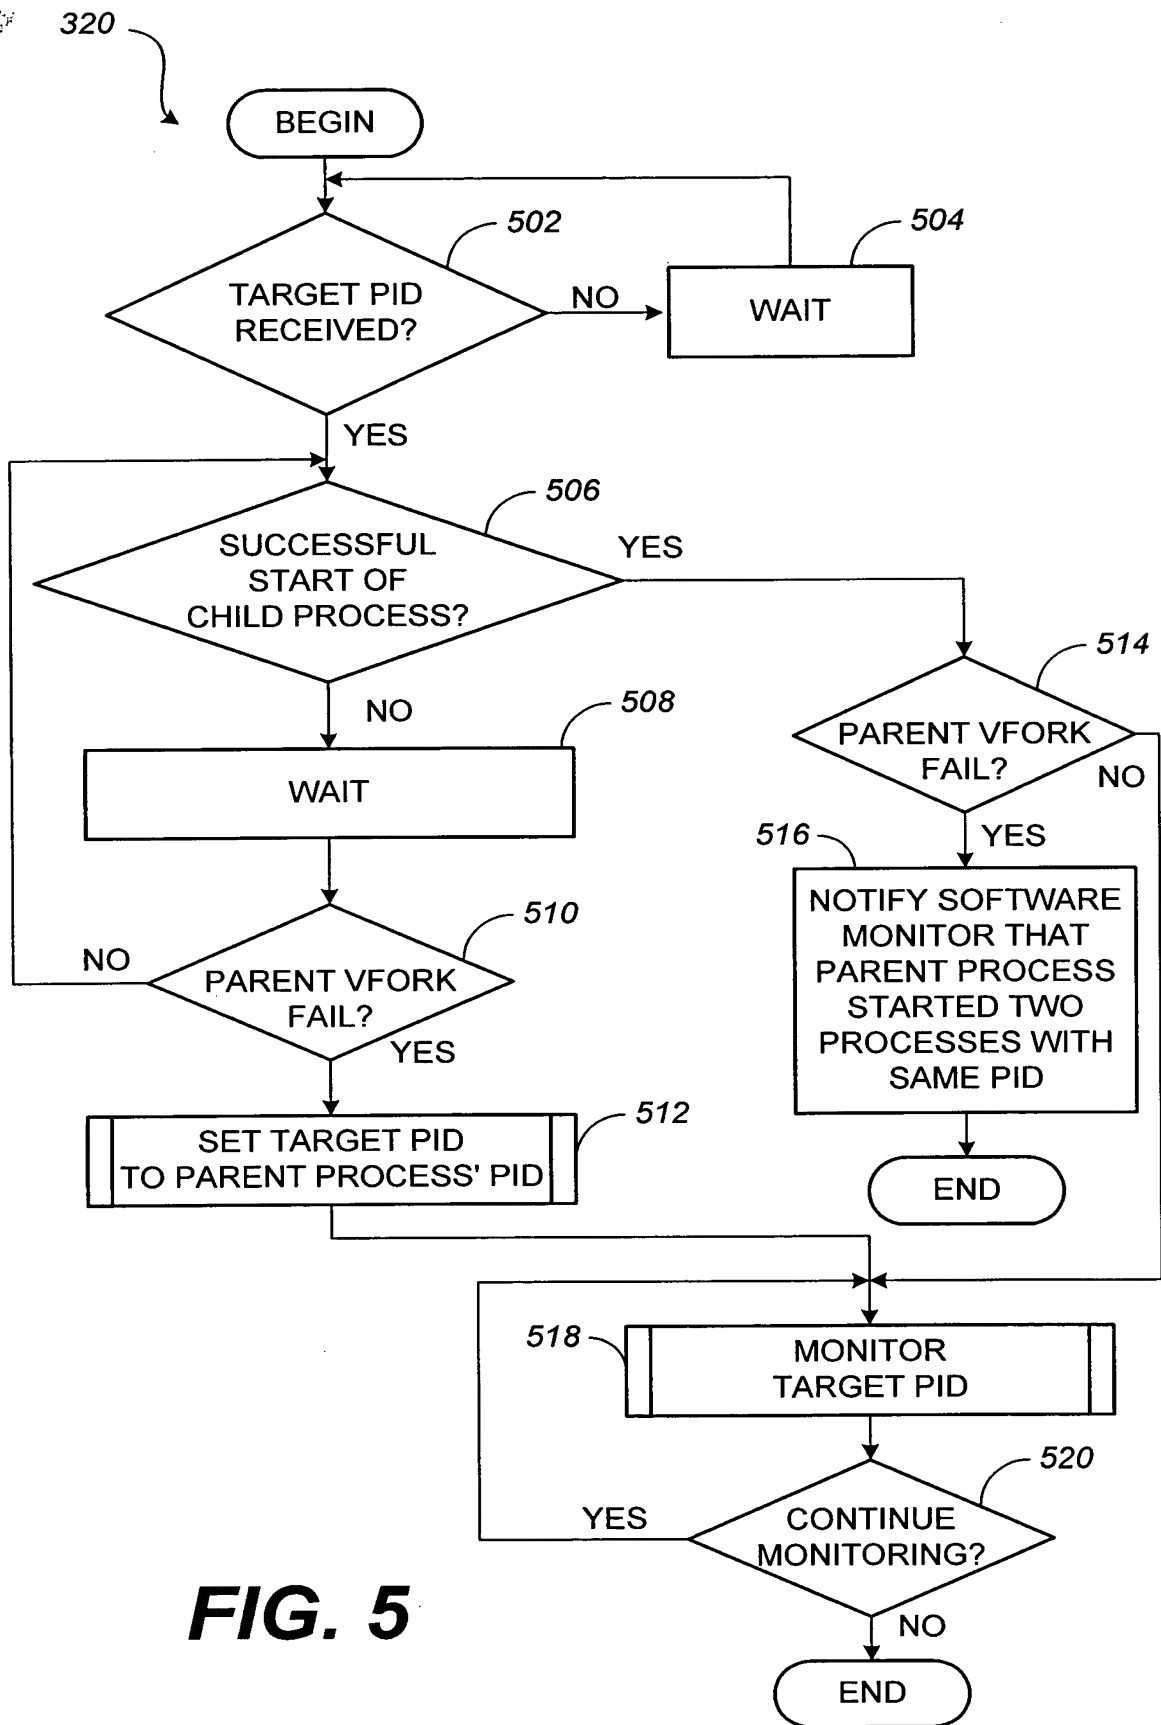 320
BEGIN
502
504
TARGET PID
RECEIVED?
NO
WAIT
YES
506
SUCCESSFUL
START OF
CHILD PROCESS?
YES
514
NO
508
PARENT VFORK
FAIL?
NO
WAIT
YES
516
NOTIFY SOFTWARE
MONITOR THAT
PARENT PROCESS
STARTED TWO
PROCESSES WITH
SAME PID
510
NO
PARENT VFORK
FAIL?
YES
512
SET TARGET PID
TO PARENT PROCESS' PID
END
518
MONITOR
TARGET PID
520
YES
CONTINUE
MONITORING?
FIG. 5
NO
END